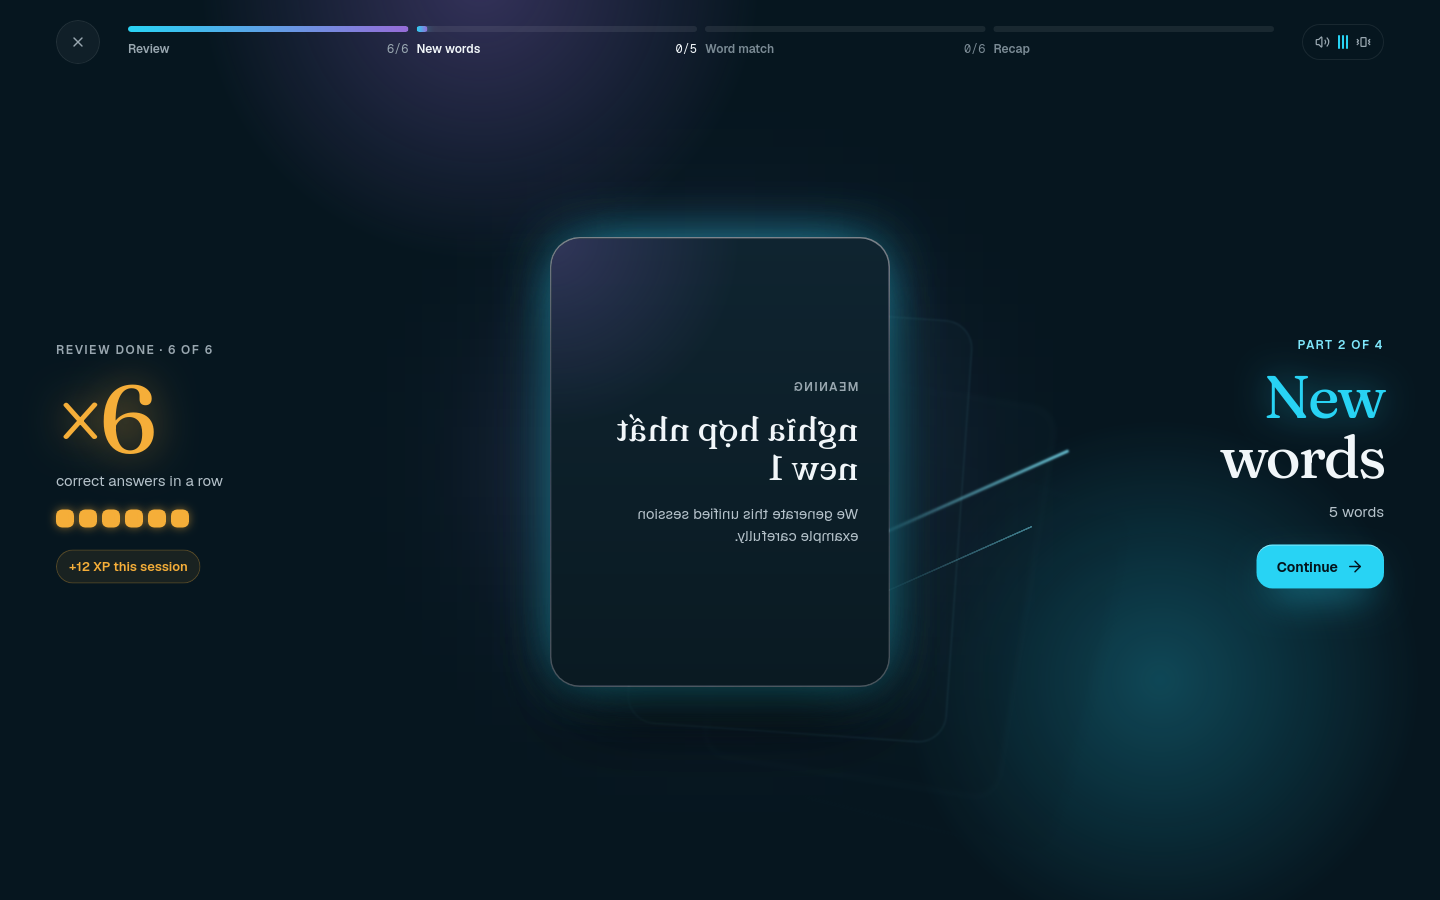 Review 6/6
New words 0/5
Word match 0/6
Recap
REVIEW DONE · 6 OF 6
×6
correct answers in a row
+12 XP this session
MEANING
nghĩa hợp nhất
new 1
We generate this unified session
example carefully.
PART 2 OF 4
New
words
5 words
Continue